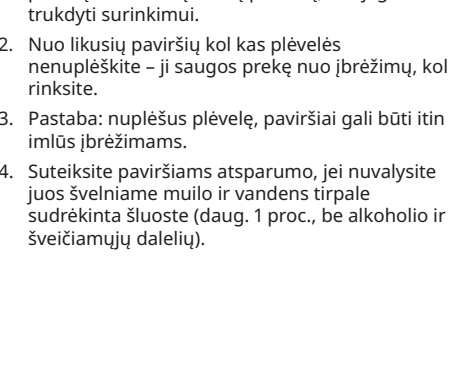 trukdyti surinkimui.
2. Nuo likusių paviršių kol kas plėvelės
nenuplėškite – ji saugos prekę nuo įbrėžimų, kol
rinksite.
3. Pastaba: nuplėšus plėvelę, paviršiai gali būti itin
imlūs įbrėžimams.
4. Suteiksite paviršiams atsparumo, jei nuvalysite
juos švelniame muilo ir vandens tirpale
sudrėkinta šluoste (daug. 1 proc., be alkoholio ir
šveičiamųjų dalelių).